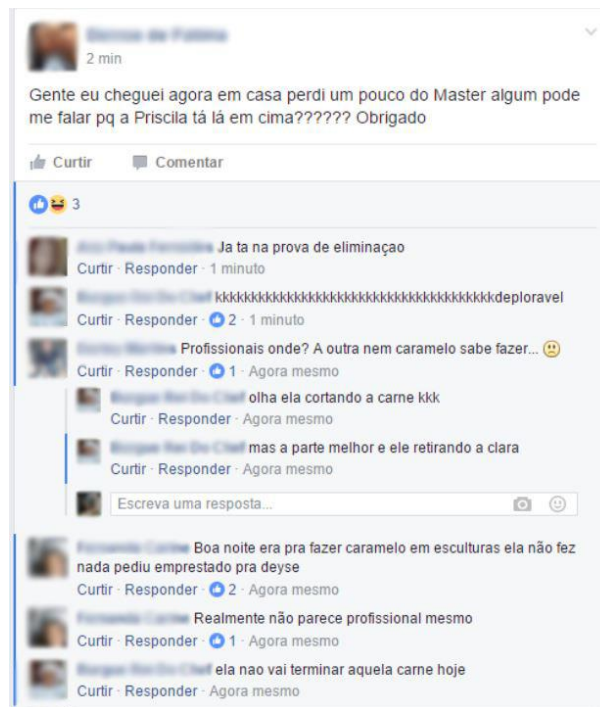 2 min
Gente eu cheguei agora em casa perdi um pouco do Master algum pode
me falar pq a Priscila tá lá em cima?????? Obrigado
Curtir Comentar
3
Ja ta na prova de eliminaçao
Curtir · Responder · 1 minuto
kkkkkkkkkkkkkkkkkkkkkkkkkkkkkkkkkkkkkkkkkdeploravel
Curtir · Responder · 2 · 1 minuto
Profissionais onde? A outra nem caramelo sabe fazer...
Curtir · Responder · 1 · Agora mesmo
olha ela cortando a carne kkk
Curtir · Responder · Agora mesmo
mas a parte melhor e ele retirando a clara
Curtir · Responder · Agora mesmo
Escreva uma resposta...
Boa noite era pra fazer caramelo em esculturas ela não fez
nada pediu emprestado pra deyse
Curtir · Responder · 2 · Agora mesmo
Realmente não parece profissional mesmo
Curtir · Responder · 1 · Agora mesmo
ela nao vai terminar aquela carne hoje
Curtir · Responder · Agora mesmo